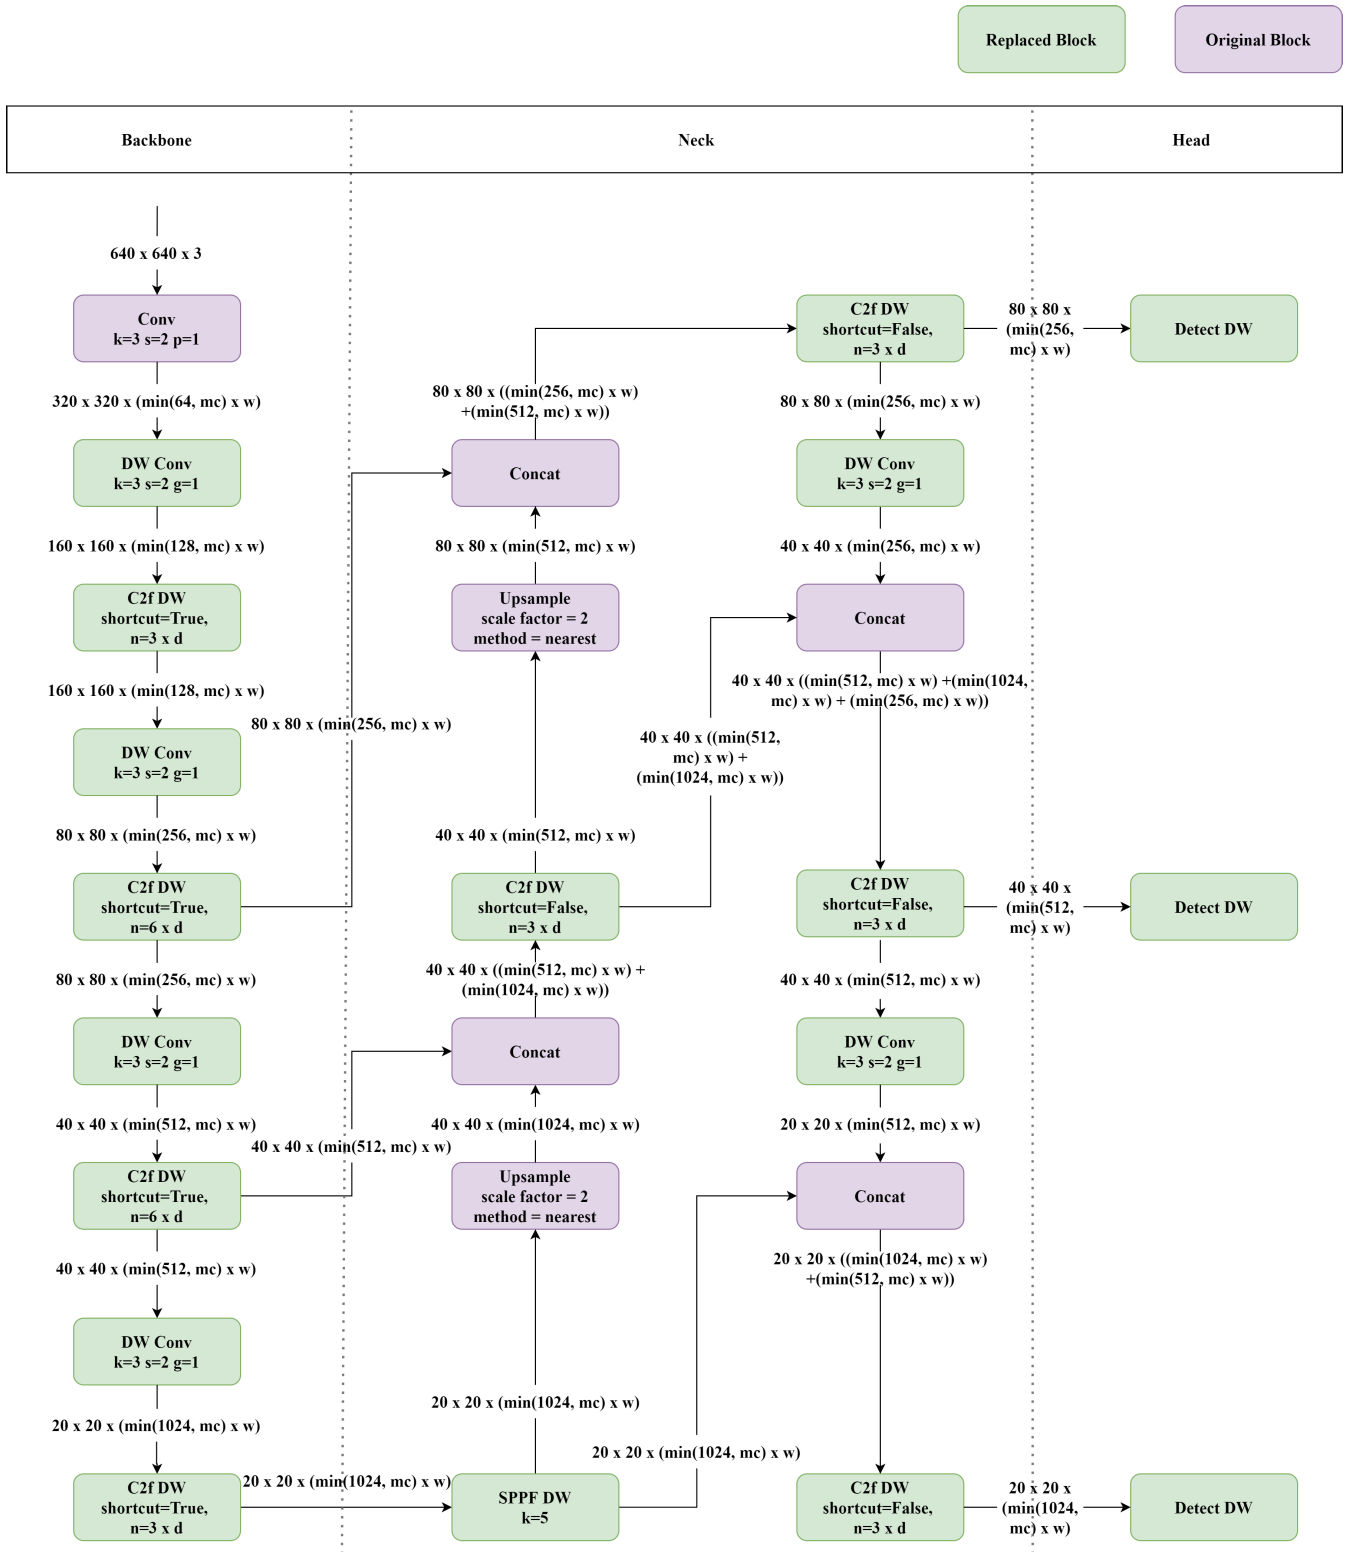 Replaced Block
Original Block
Backbone
Neck
Head
640 x 640 x 3
Conv
k=3 s=2 p=1
320 x 320 x (min(64, mc) x w)
DW Conv
k=3 s=2 g=1
160 x 160 x (min(128, mc) x w)
C2f DW
shortcut=True,
n=3 x d
160 x 160 x (min(128, mc) x w)
DW Conv
k=3 s=2 g=1
80 x 80 x (min(256, mc) x w)
C2f DW
shortcut=True,
n=6 x d
80 x 80 x (min(256, mc) x w)
DW Conv
k=3 s=2 g=1
40 x 40 x (min(512, mc) x w)
C2f DW
shortcut=True,
n=6 x d
40 x 40 x (min(512, mc) x w)
DW Conv
k=3 s=2 g=1
20 x 20 x (min(1024, mc) x w)
C2f DW
shortcut=True,
n=3 x d
80 x 80 x (min(256, mc) x w)
40 x 40 x (min(512, mc) x w)
20 x 20 x (min(1024, mc) x w)
80 x 80 x ((min(256, mc) x w)
+(min(512, mc) x w))
Concat
80 x 80 x (min(512, mc) x w)
Upsample
scale factor = 2
method = nearest
40 x 40 x (min(512, mc) x w)
C2f DW
shortcut=False,
n=3 x d
40 x 40 x ((min(512, mc) x w) +
(min(1024, mc) x w))
Concat
40 x 40 x (min(1024, mc) x w)
Upsample
scale factor = 2
method = nearest
20 x 20 x (min(1024, mc) x w)
SPPF DW
k=5
40 x 40 x ((min(512,
mc) x w) +
(min(1024, mc) x w))
20 x 20 x (min(1024, mc) x w)
C2f DW
shortcut=False,
n=3 x d
80 x 80 x (min(256, mc) x w)
DW Conv
k=3 s=2 g=1
40 x 40 x (min(256, mc) x w)
Concat
40 x 40 x ((min(512, mc) x w) +(min(1024,
mc) x w) + (min(256, mc) x w))
C2f DW
shortcut=False,
n=3 x d
40 x 40 x (min(512, mc) x w)
DW Conv
k=3 s=2 g=1
20 x 20 x (min(512, mc) x w)
Concat
20 x 20 x ((min(1024, mc) x w)
+(min(512, mc) x w))
C2f DW
shortcut=False,
n=3 x d
80 x 80 x
(min(256,
mc) x w)
Detect DW
40 x 40 x
(min(512,
mc) x w)
Detect DW
20 x 20 x
(min(1024,
mc) x w)
Detect DW